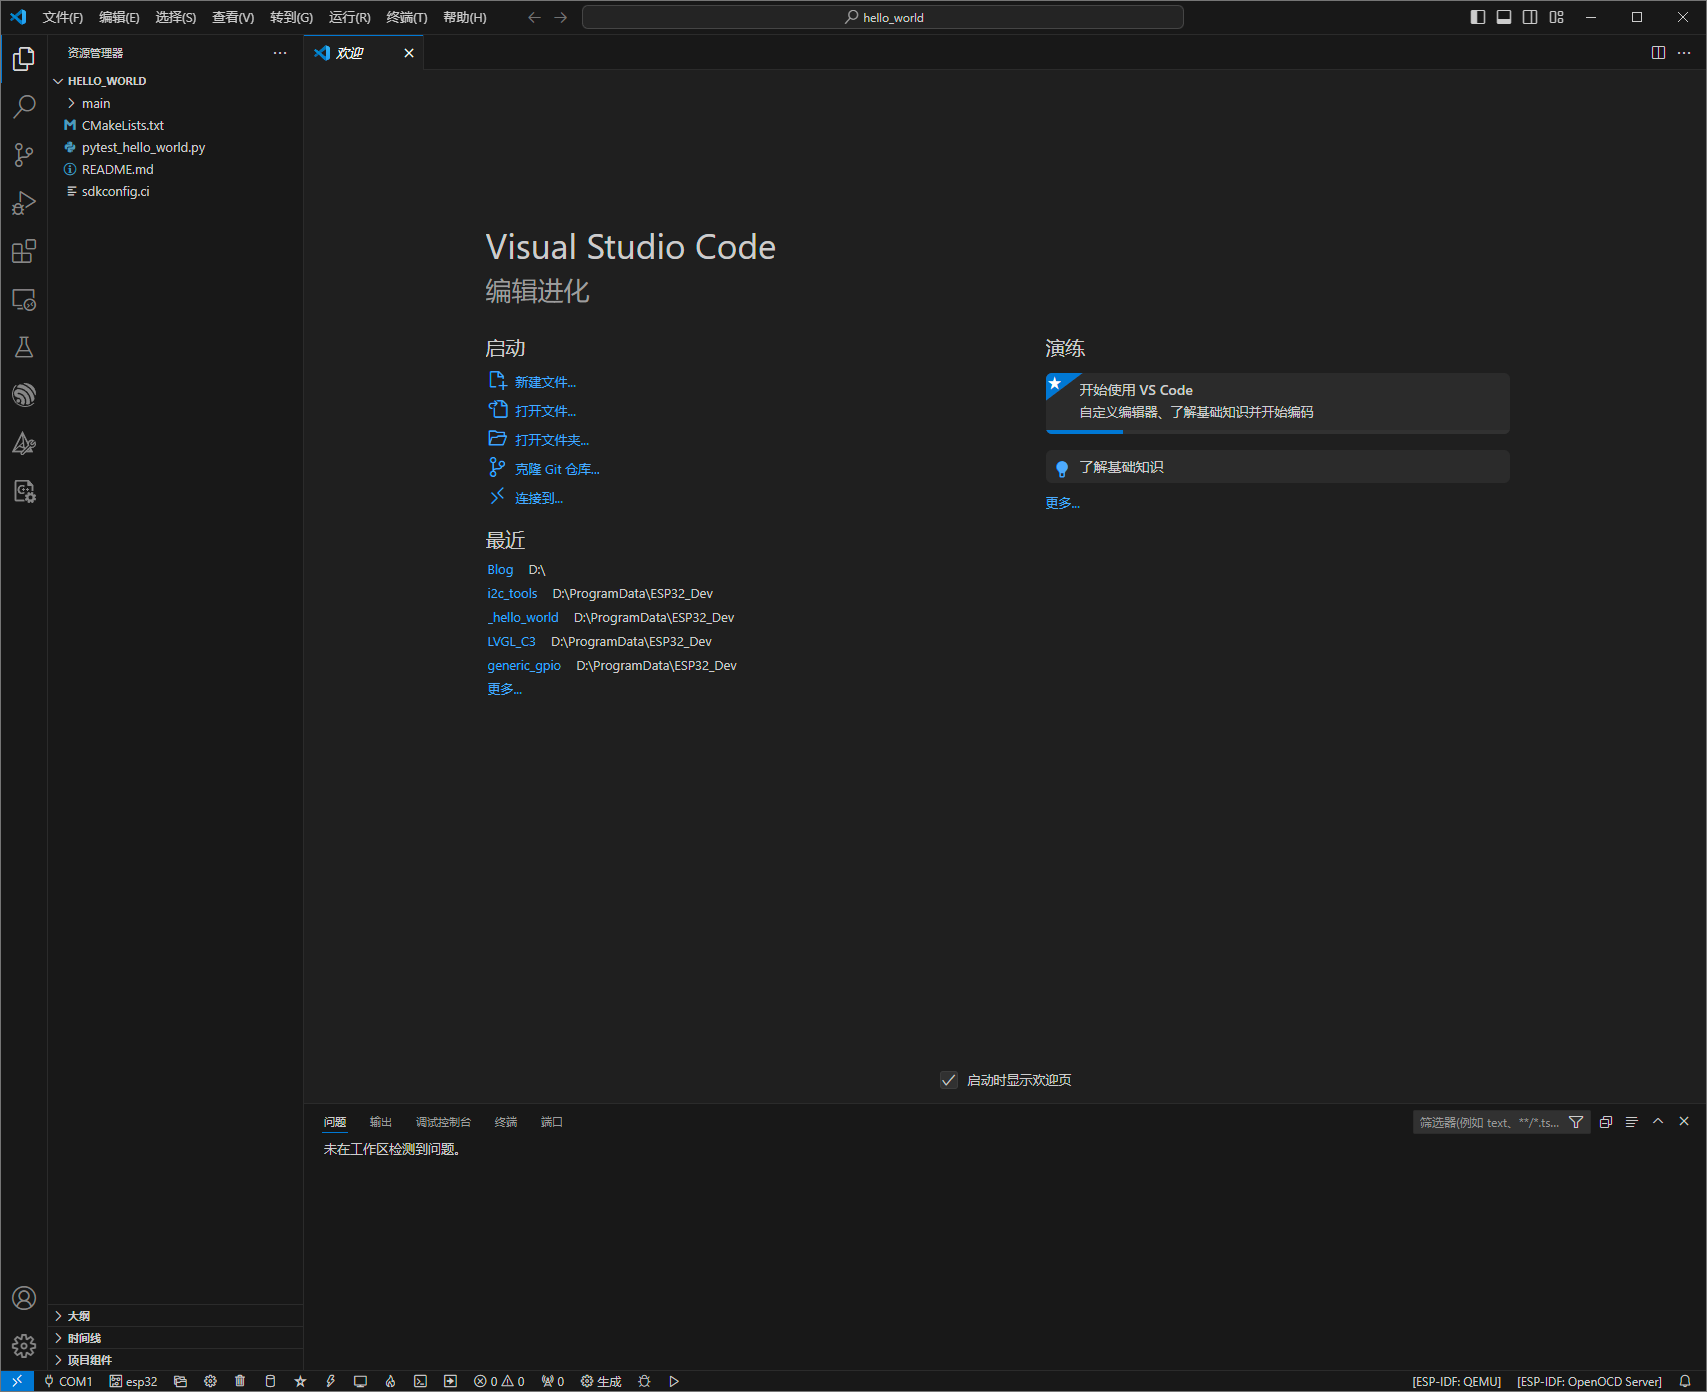 文件(F) 编辑(E) 选择(S) 查看(V) 转到(G) 运行(R) 终端(T) 帮助(H) hello_world
资源管理器
欢迎
HELLO_WORLD
main
CMakeLists.txt
pytest_hello_world.py
README.md
sdkconfig.ci
Visual Studio Code
编辑进化
启动
新建文件...
打开文件...
打开文件夹...
克隆 Git 仓库...
连接到...
最近
Blog D:\
i2c_tools D:\ProgramData\ESP32_Dev
_hello_world D:\ProgramData\ESP32_Dev
LVGL_C3 D:\ProgramData\ESP32_Dev
generic_gpio D:\ProgramData\ESP32_Dev
更多...
演练
开始使用 VS Code
自定义编辑器、了解基础知识并开始编码
了解基础知识
更多...
启动时显示欢迎页
问题 输出 调试控制台 终端 端口 筛选器(例如 text、**/*.ts...
未在工作区检测到问题。
大纲
时间线
项目组件
COM1 esp32 0 0 0 生成 [ESP-IDF: QEMU] [ESP-IDF: OpenOCD Server]